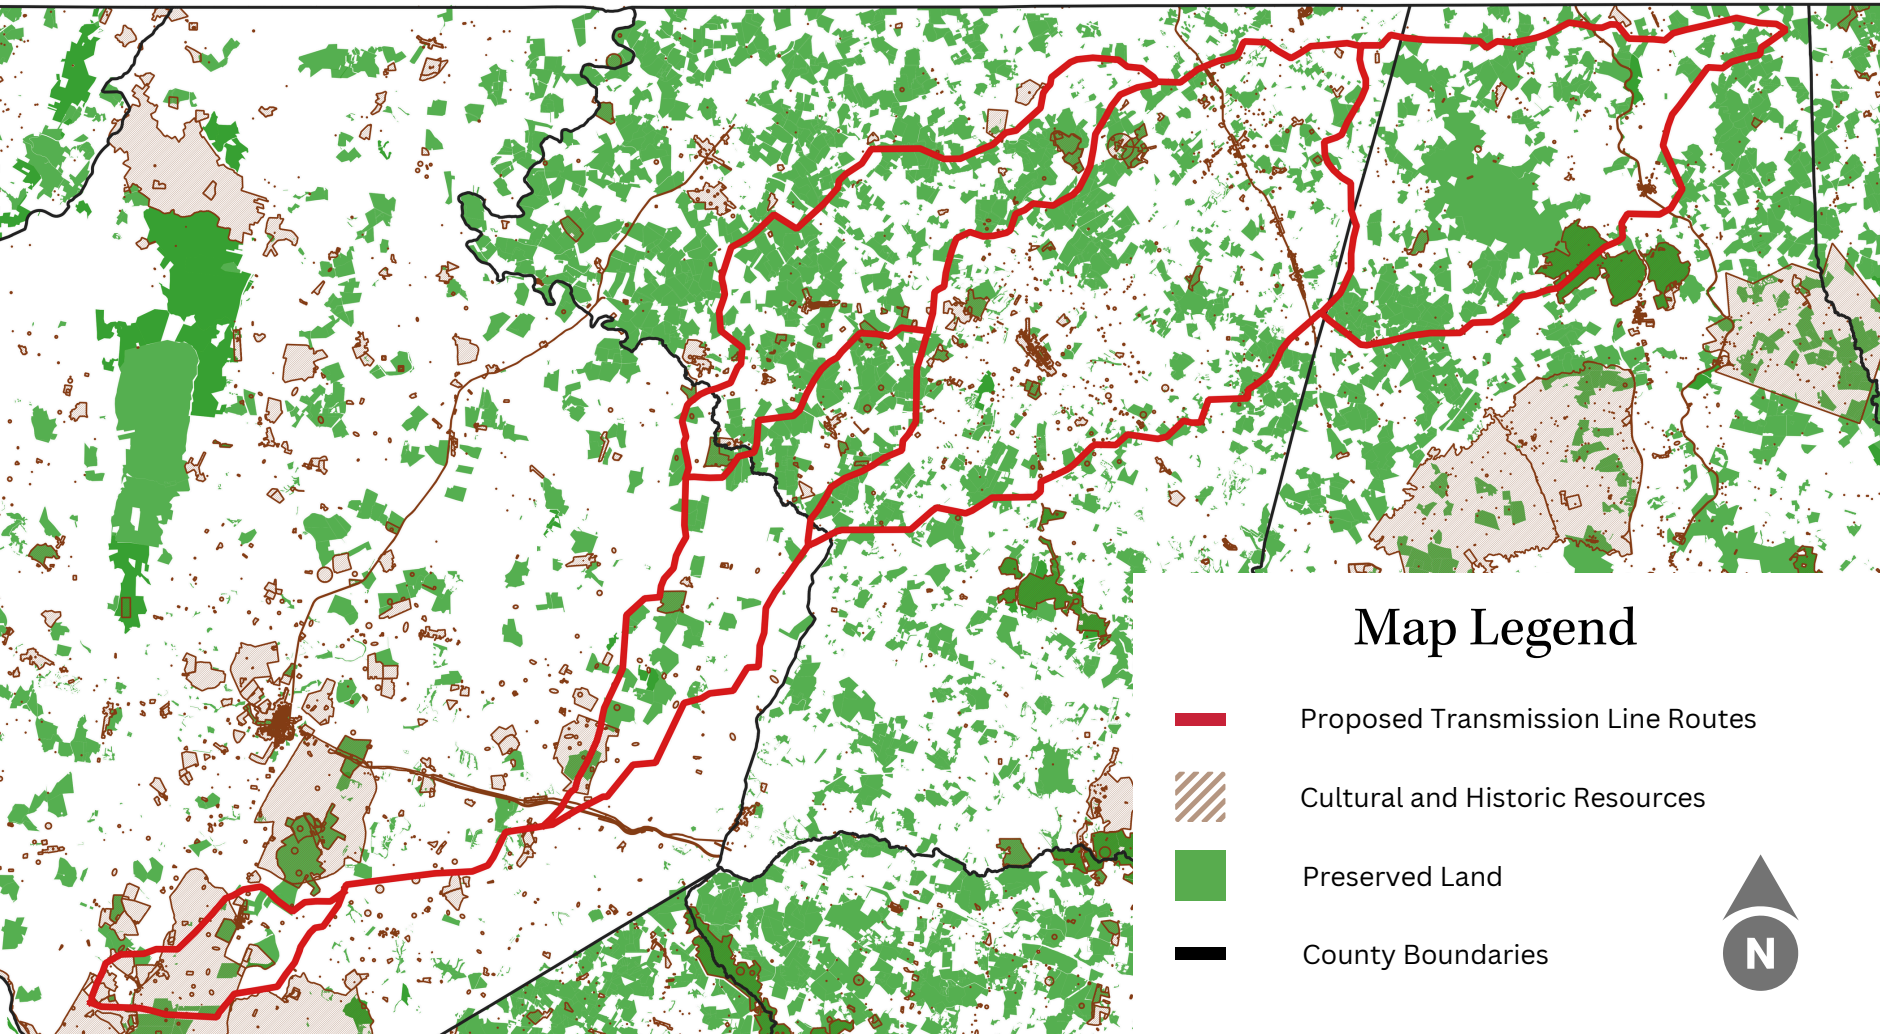 Map Legend
Proposed Transmission Line Routes
Cultural and Historic Resources
Preserved Land
County Boundaries
N